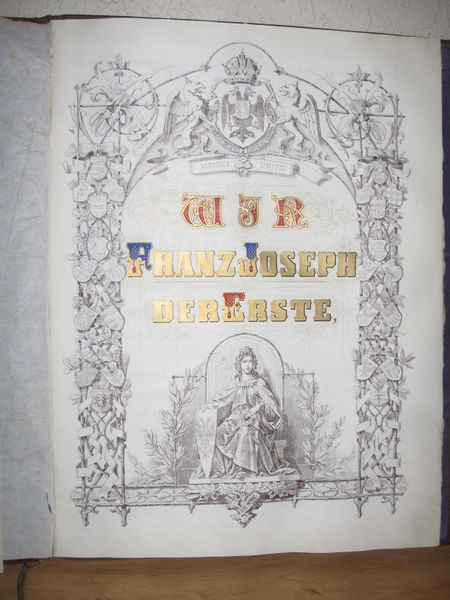 VIRIBUS UNITIS
WIR
FRANZ JOSEPH
DER ERSTE,